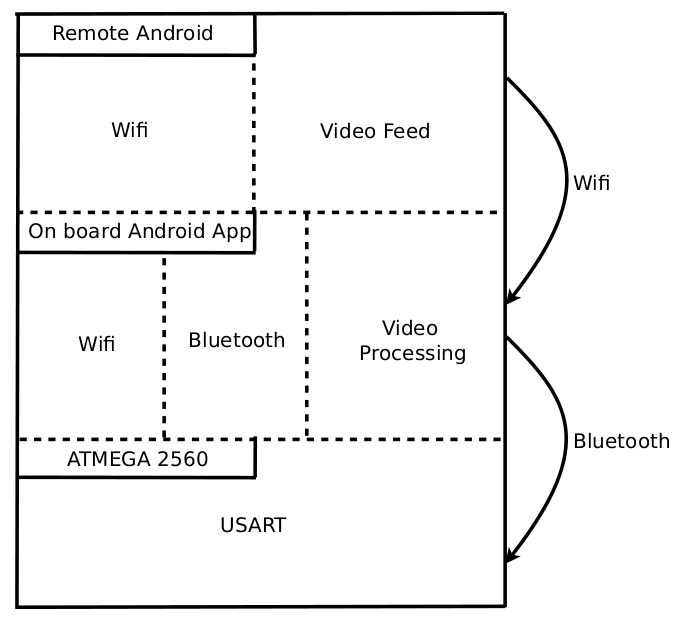 Remote Android
Wifi
Video Feed
Wifi
On board Android App
Wifi
Bluetooth
Video
Processing
Bluetooth
ATMEGA 2560
USART